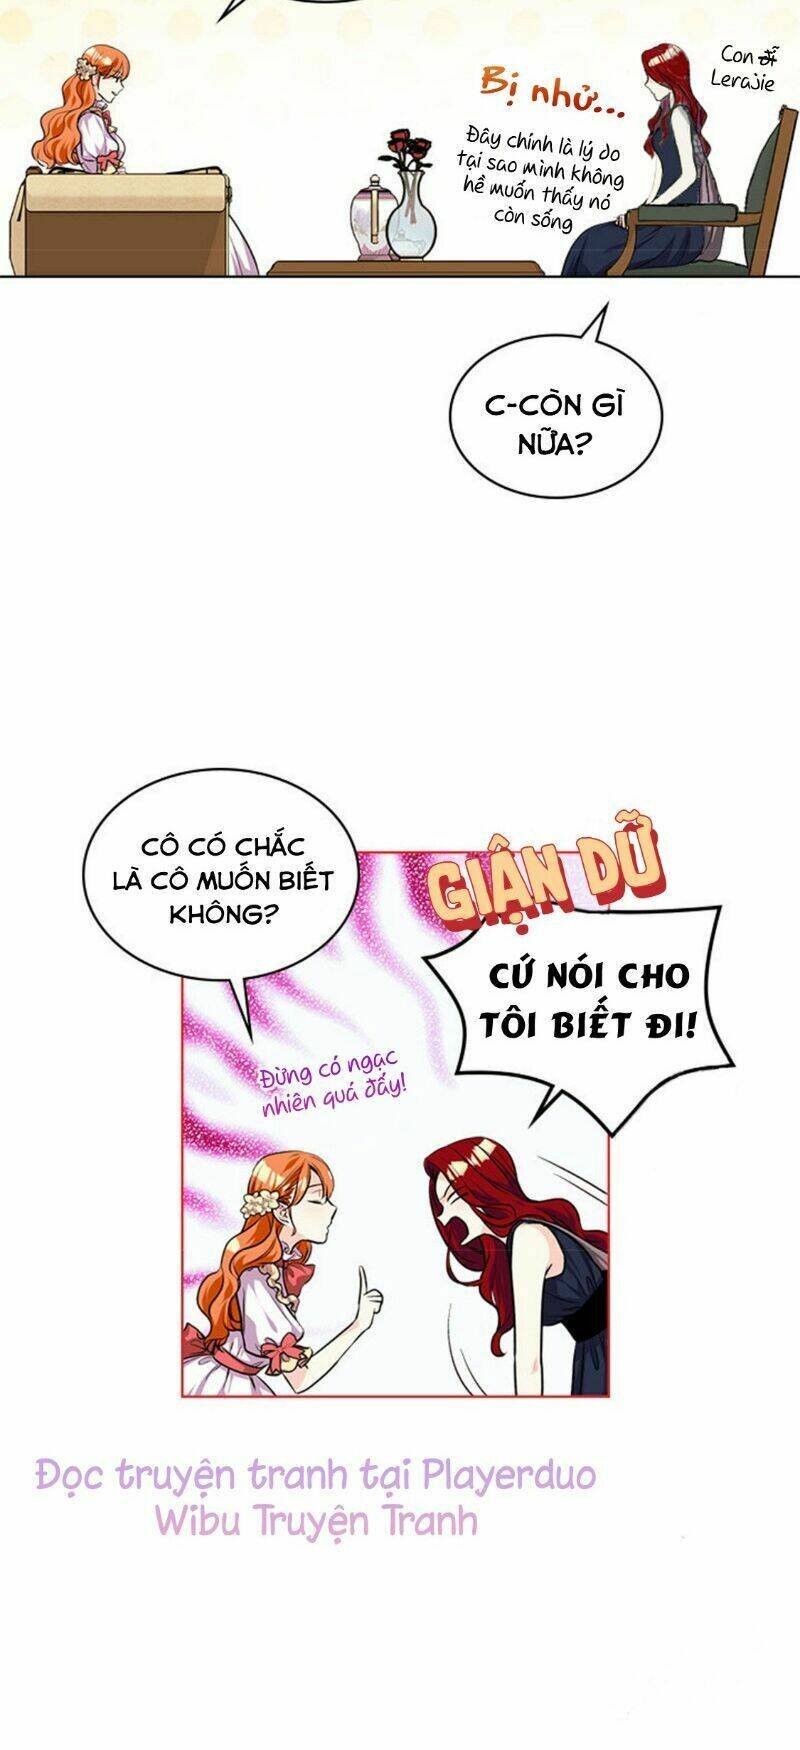 Con đĩ
Lerajie
Bị nhử...
Đây chính là lý do
tại sao mình không
hề muốn thấy nó
còn sống
C-CÒN GÌ
NỮA?
CÔ CÓ CHẮC
LÀ CÔ MUỐN BIẾT
KHÔNG?
GIẬN DỮ
CỨ NÓI CHO
TÔI BIẾT ĐI!
Đừng có ngạc
nhiên quá đấy!
Đọc truyện tranh tại Playerduo
Wibu Truyện Tranh